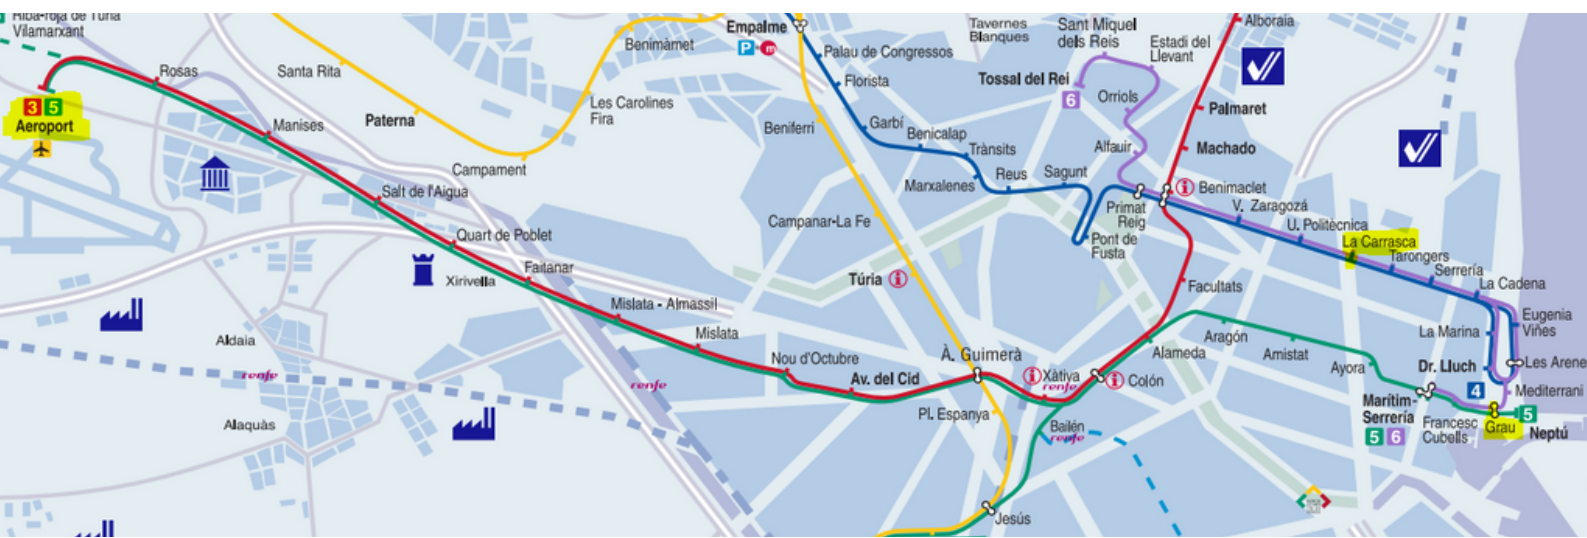 Riba-roja de Túria
Vilamarxant
Rosas
3 5
Aeroport
Manises
Salt de l'Aigua
Quart de Poblet
Xirivella
Faitanar
Mislata - Almassil
Mislata
Nou d'Octubre
Av. del Cid
Aldaia
renfe
Alaquàs
renfe
Santa Rita
Paterna
Campament
Les Carolines
Fira
Benimàmet
Empalme
P m
Palau de Congressos
Florista
Garbí
Benicalap
Trànsits
Marxalenes
Reus
Sagunt
Pont de
Fusta
Primat
Reig
Beniferri
Campanar-La Fe
Túria
À. Guimerà
Pl. Espanya
Jesús
Xàtiva
renfe
Bailén
renfe
Colón
Alameda
Facultats
Benimaclet
Machado
Palmaret
Alboraia
Tavernes
Blanques
Sant Miquel
dels Reis
Estadi del
Llevant
Tossal del Rei
6
Orriols
Alfauir
V. Zaragozá
U. Politècnica
La Carrasca
Tarongers
Serrería
La Cadena
Eugenia
Viñes
La Marina
Les Arene
Dr. Lluch
4
Mediterrani
Aragón
Amistat
Ayora
Marítim-
Serrería
5 6
Francesc
Cubells
Grau
5
Neptú